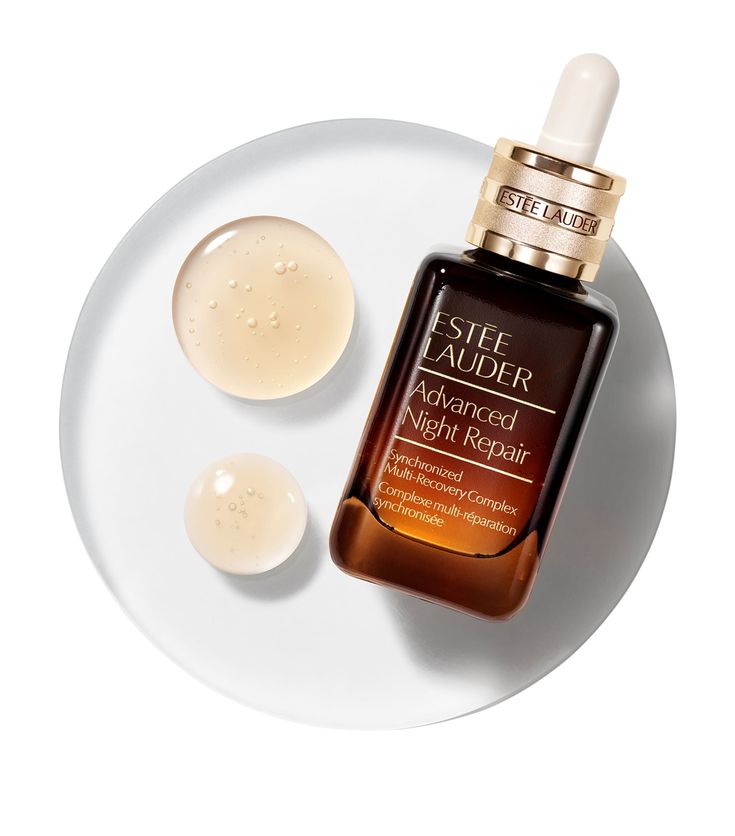 ESTĒE LAUDER
ESTĒE
LAUDER
Advanced
Night Repair
Synchronized
Multi-Recovery Complex
Complexe multi-réparation
synchronisée